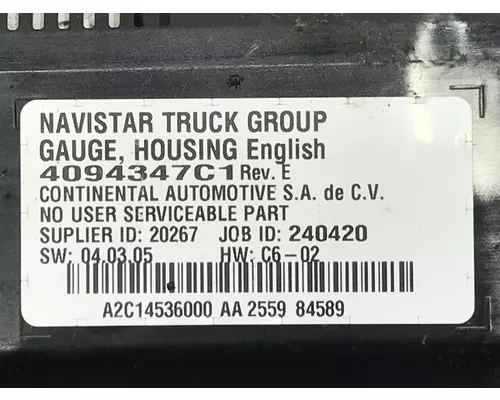 NAVISTAR TRUCK GROUP
GAUGE, HOUSING English
4094347C1 Rev. E
CONTINENTAL AUTOMOTIVE S.A. de C.V.
NO USER SERVICEABLE PART
SUPLIER ID: 20267 JOB ID: 240420
SW: 04.03.05 HW: C6-02
A2C14536000 AA 2559 84589